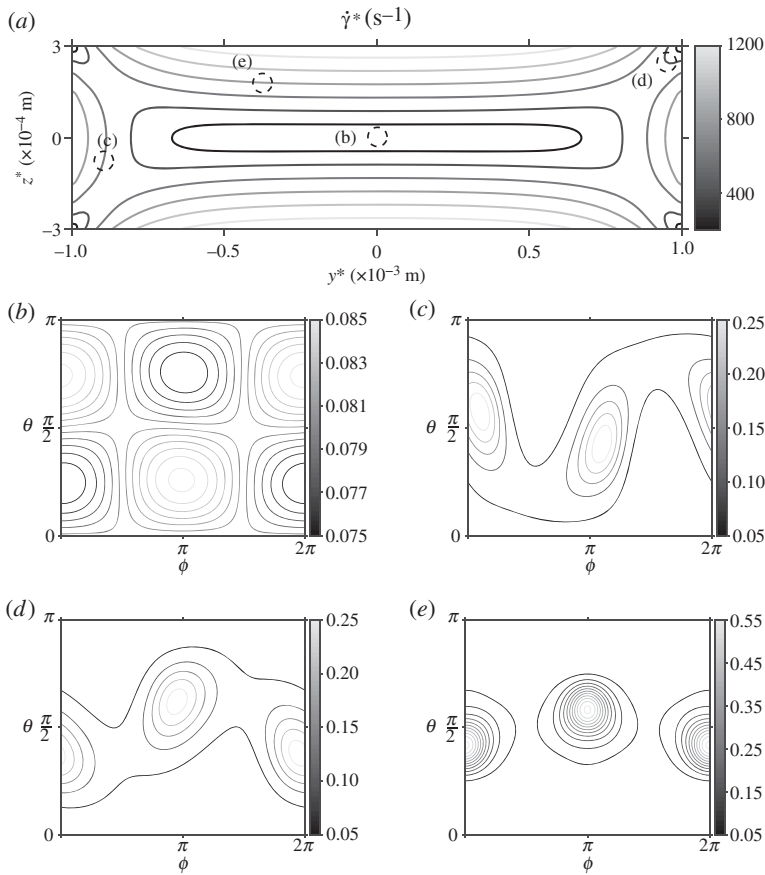 (a)
γ̇* (s⁻¹)
3
0
−3
z* (×10⁻⁴ m)
(e)
(d)
(c)
(b)
−1.0
−0.5
0
0.5
1.0
y* (×10⁻³ m)
1200
800
400
(b)
π
θ π/2
0
π
2π
ϕ
0.085
0.083
0.081
0.079
0.077
0.075
(c)
π
θ π/2
0
π
2π
ϕ
0.25
0.20
0.15
0.10
0.05
(d)
π
θ π/2
0
π
2π
ϕ
0.25
0.20
0.15
0.10
0.05
(e)
π
θ π/2
0
π
2π
ϕ
0.55
0.45
0.35
0.25
0.15
0.05